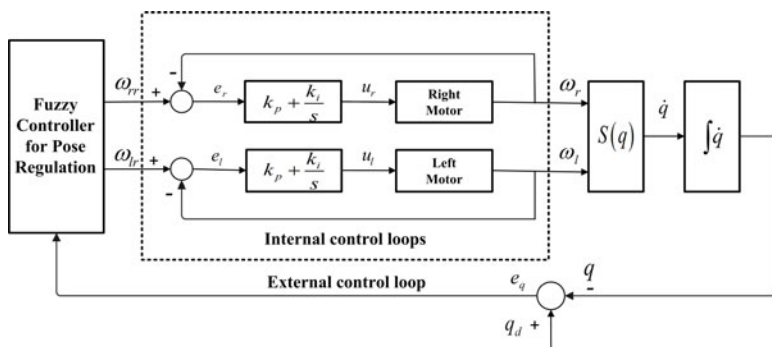 Fuzzy
Controller
for Pose
Regulation
ω_rr +
-
e_r
k_p + k_i/s
u_r
Right
Motor
ω_r
ω_lr +
-
e_l
k_p + k_i/s
u_l
Left
Motor
ω_l
S(q)
q̇
∫q̇
Internal control loops
External control loop
e_q
q
-
q_d +